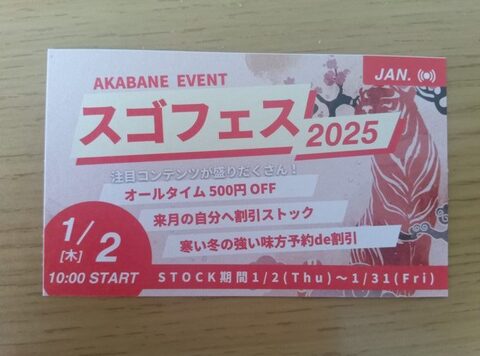 AKABANE EVENT
JAN.
スゴフェス
2025
注目コンテンツが盛りだくさん！
オールタイム500円OFF
来月の自分へ割引ストック
寒い冬の強い味方予約de割引
1/2
[木]
10:00 START
STOCK期間1/2(Thu)～1/31(Fri)